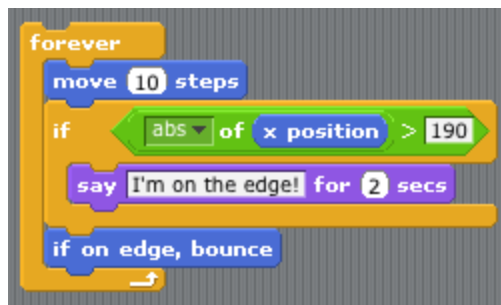 forever
move 10 steps
if abs of x position > 190
say I'm on the edge! for 2 secs
if on edge, bounce